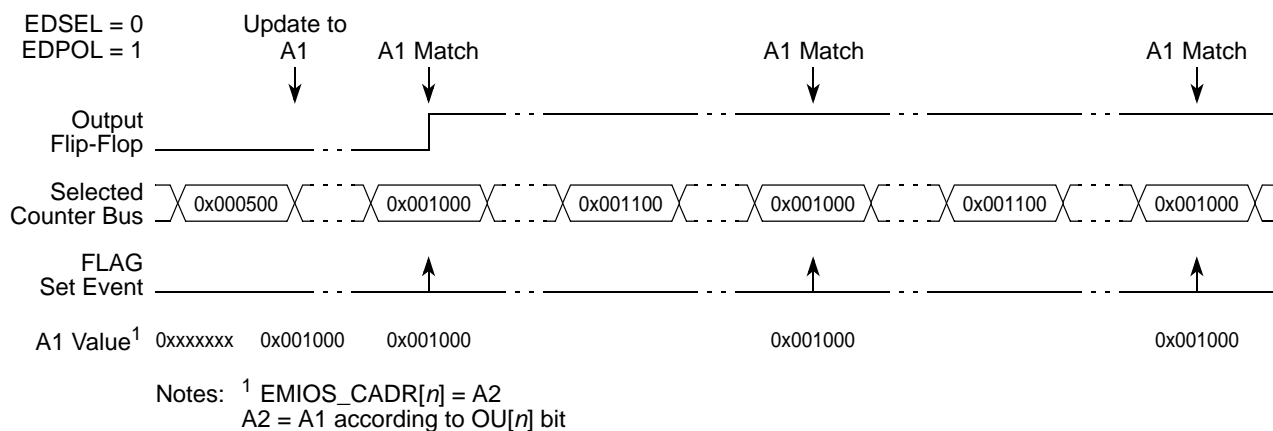 EDSEL = 0
EDPOL = 1
Update to
A1
A1 Match
A1 Match
A1 Match
Output
Flip-Flop
Selected
Counter Bus
0x000500
0x001000
0x001100
0x001000
0x001100
0x001000
FLAG
Set Event
A1 Value1 0xxxxxxx 0x001000 0x001000 0x001000 0x001000
Notes: 1 EMIOS_CADR[n] = A2
A2 = A1 according to OU[n] bit